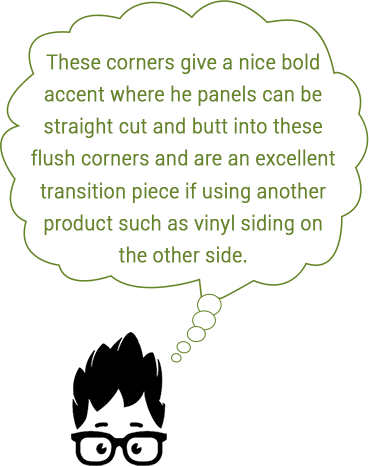 These corners give a nice bold
accent where he panels can be
straight cut and butt into these
flush corners and are an excellent
transition piece if using another
product such as vinyl siding on
the other side.